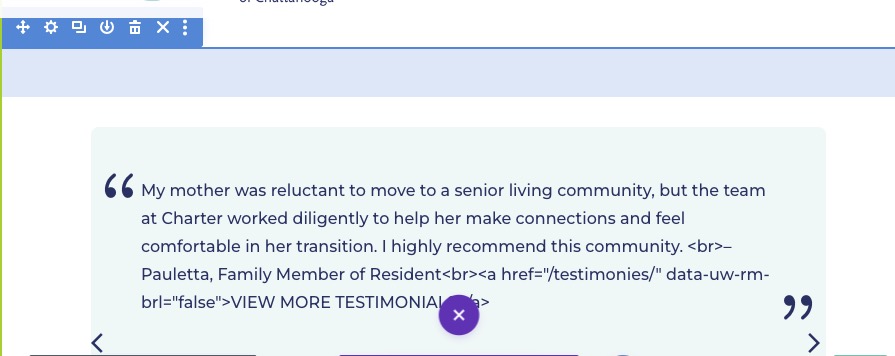 of Chattanooga
“ My mother was reluctant to move to a senior living community, but the team
at Charter worked diligently to help her make connections and feel
comfortable in her transition. I highly recommend this community. <br>–
Pauletta, Family Member of Resident<br><a href="/testimonies/" data-uw-rm-
brl="false">VIEW MORE TESTIMONIAL /a> ”